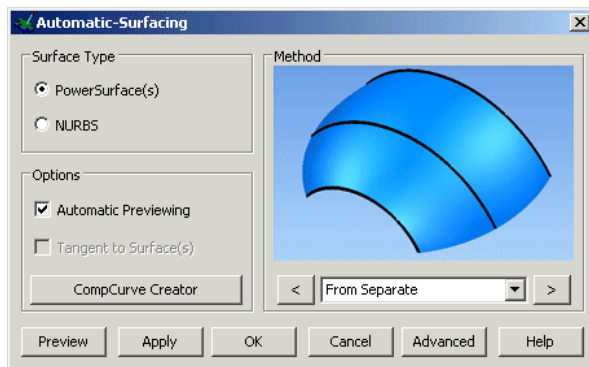 Automatic-Surfacing
Surface Type
PowerSurface(s)
NURBS
Options
Automatic Previewing
Tangent to Surface(s)
CompCurve Creator
Method
< From Separate >
Preview Apply OK Cancel Advanced Help